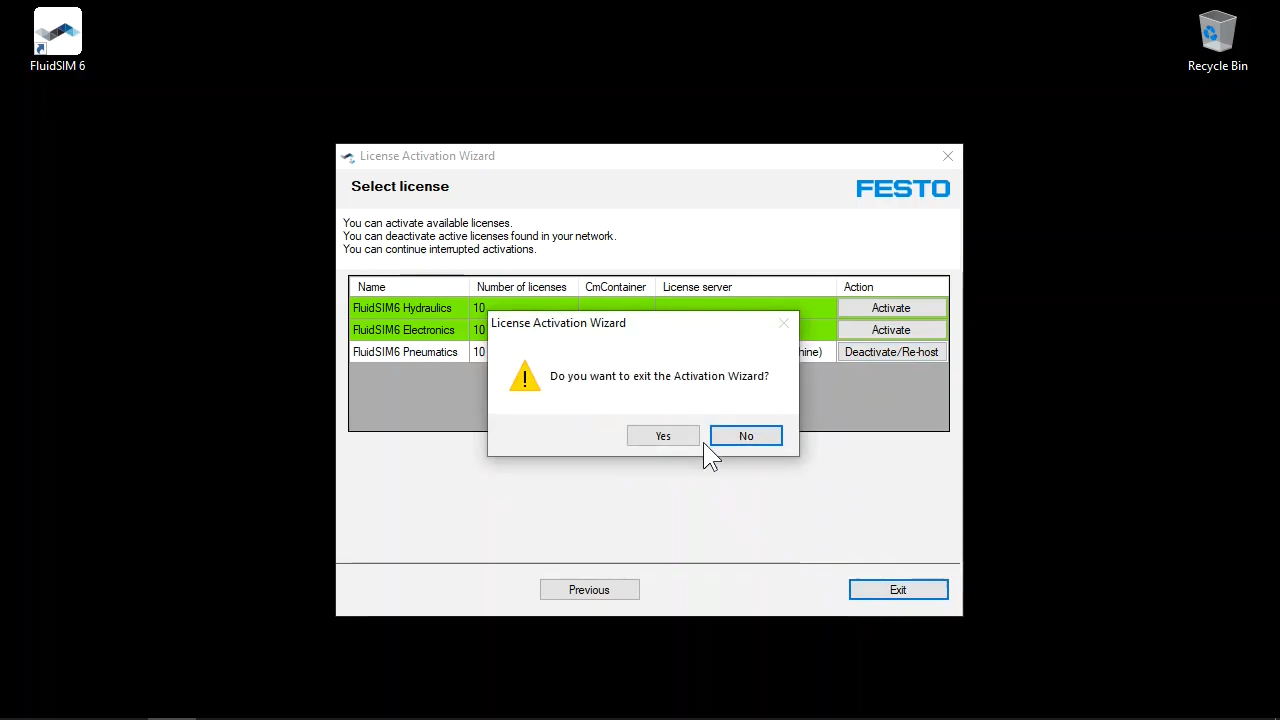 FluidSIM 6
Recycle Bin
License Activation Wizard
Select license
FESTO
You can activate available licenses.
You can deactivate active licenses found in your network.
You can continue interrupted activations.
Name Number of licenses CmContainer License server Action
FluidSIM6 Hydraulics 10 Activate
FluidSIM6 Electronics 10 Activate
FluidSIM6 Pneumatics 10 hine) Deactivate/Re-host
License Activation Wizard
Do you want to exit the Activation Wizard?
Yes No
Previous Exit